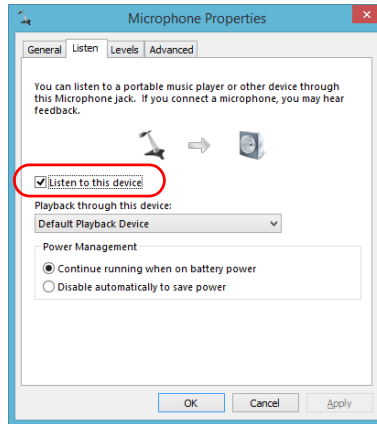 Microphone Properties
General Listen Levels Advanced
You can listen to a portable music player or other device through
this Microphone jack. If you connect a microphone, you may hear
feedback.
Listen to this device
Playback through this device:
Default Playback Device
Power Management
Continue running when on battery power
Disable automatically to save power
OK Cancel Apply